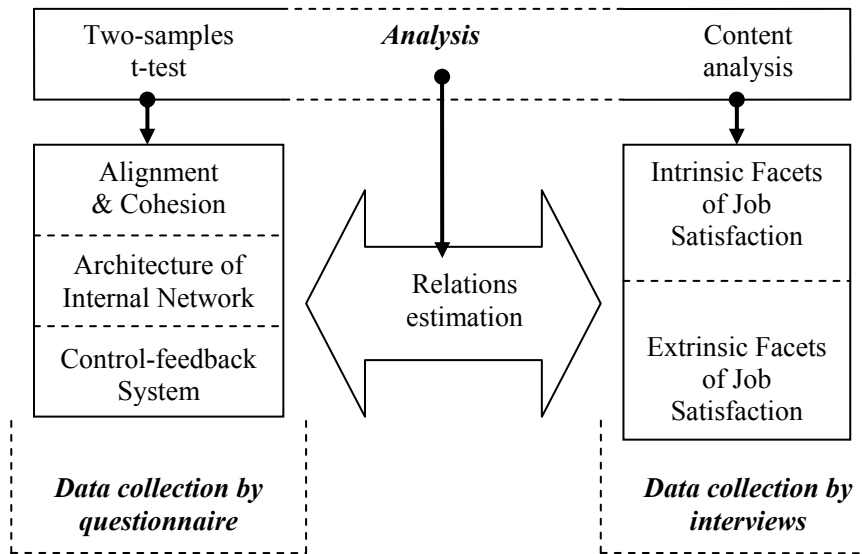 Two-samples
t-test
Analysis
Content
analysis
Alignment
& Cohesion
Architecture of
Internal Network
Control-feedback
System
Relations
estimation
Intrinsic Facets
of Job
Satisfaction
Extrinsic Facets
of Job
Satisfaction
Data collection by
questionnaire
Data collection by
interviews